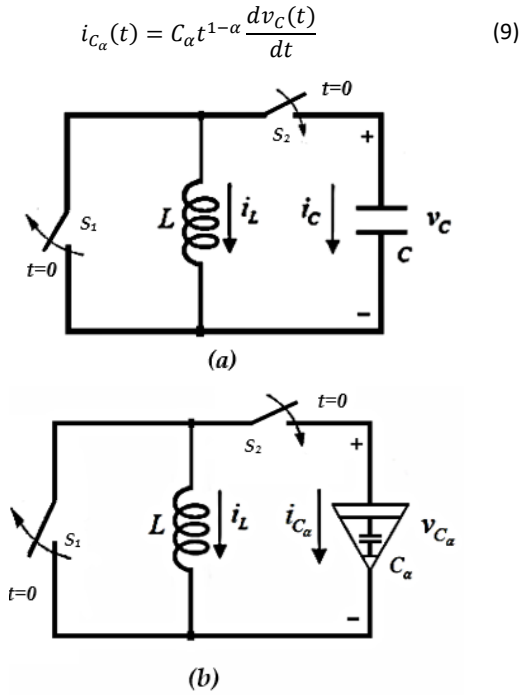 i_{C_α}(t) = C_α t^{1−α} dv_C(t)/dt (9)
t=0
S₂
+
S₁
L
i_L
i_C
v_C
C
t=0
−
(a)
t=0
S₂
+
S₁
L
i_L
i_{C_α}
v_{C_α}
C_α
t=0
−
(b)